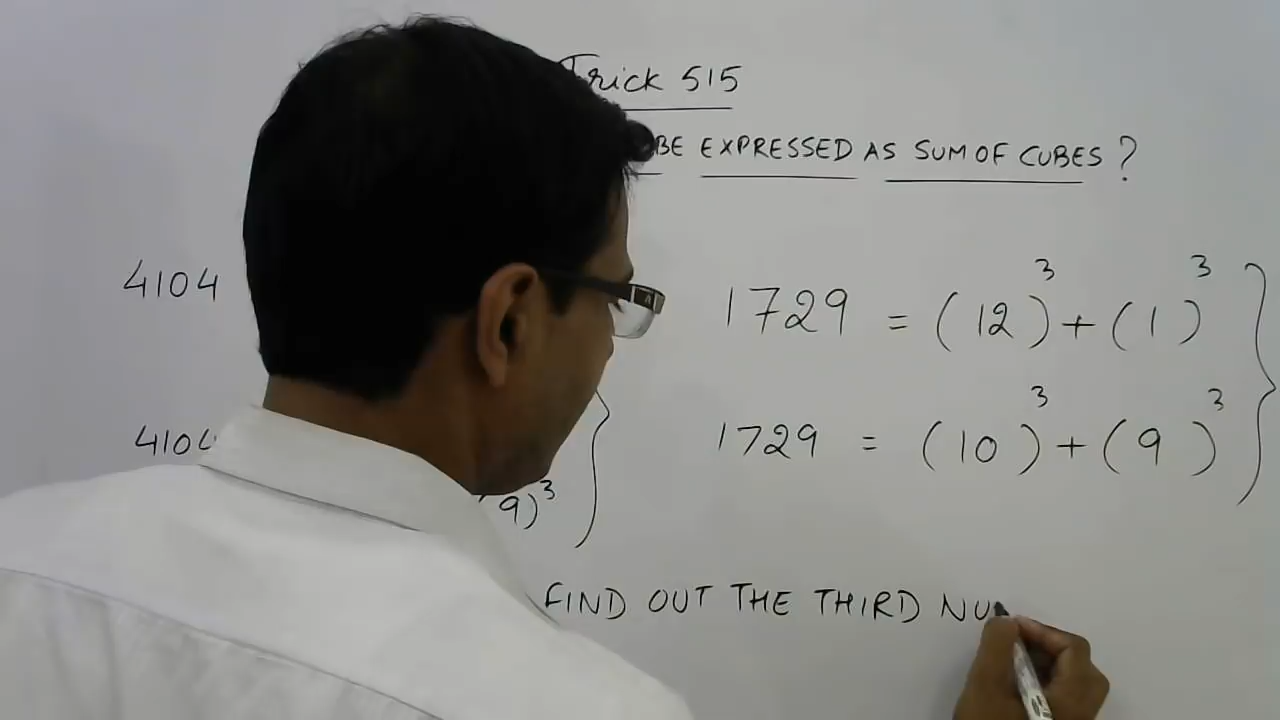 Trick 515
BE EXPRESSED AS SUM OF CUBES ?
4104
1729 = (12)³ + (1)³
4104
1729 = (10)³ + (9)³
9)³
FIND OUT THE THIRD NU